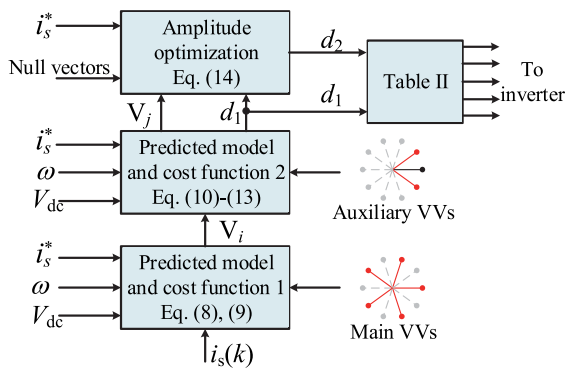 i*s
Null vectors
Amplitude
optimization
Eq. (14)
d2
d1
Table II
To
inverter
Vj
d1
i*s
ω
Vdc
Predicted model
and cost function 2
Eq. (10)-(13)
Auxiliary VVs
Vi
i*s
ω
Vdc
Predicted model
and cost function 1
Eq. (8), (9)
Main VVs
is(k)